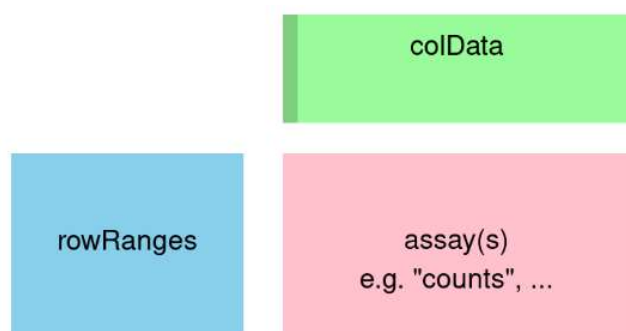 colData
rowRanges
assay(s)
e.g. "counts", ...